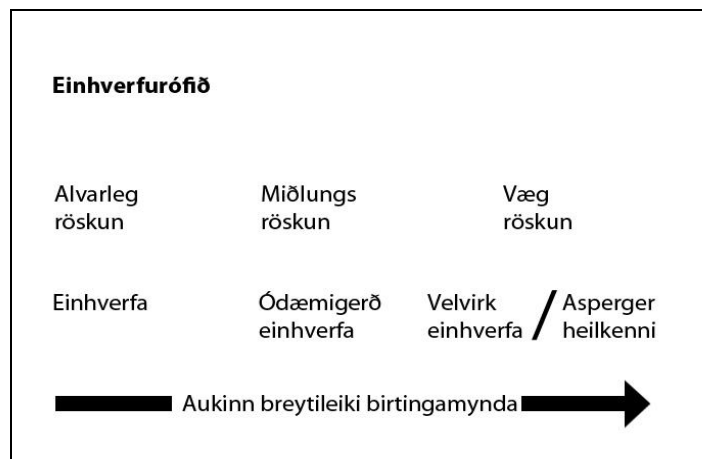 Einhverfurófið
Alvarleg röskun
Miðlungs röskun
Væg röskun
Einhverfa
Ódæmigerð einhverfa
Velvirk einhverfa
/
Asperger heilkenni
Aukinn breytileiki birtingamynda